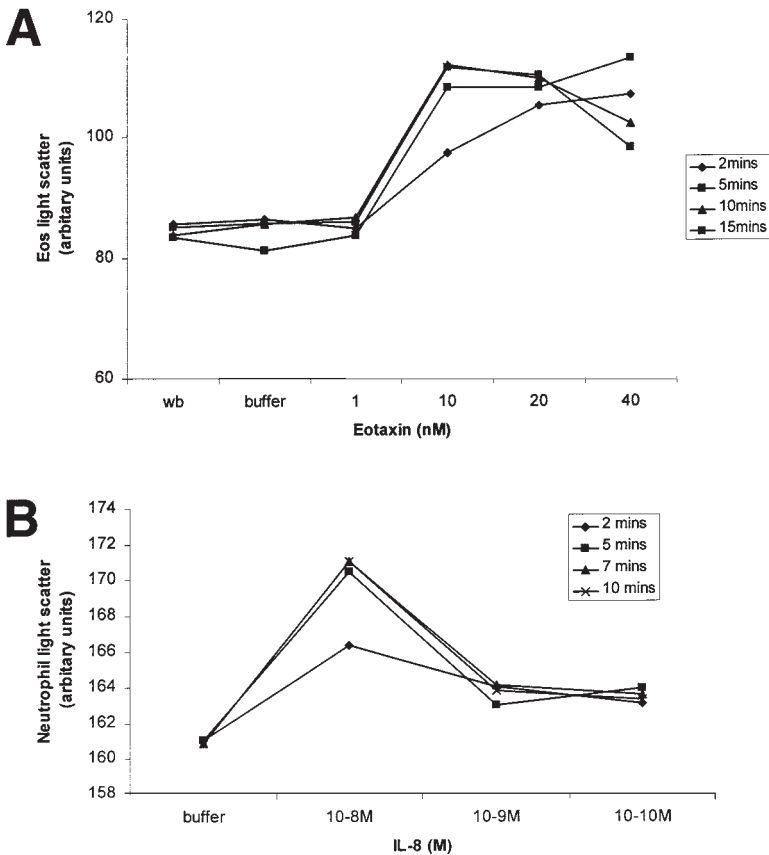 A
120
100
80
60
Eos light scatter
(arbitary units)
wb buffer 1 10 20 40
Eotaxin (nM)
2mins
5mins
10mins
15mins
B
174
172
170
168
166
164
162
160
158
Neutrophil light scatter
(arbitary units)
buffer 10-8M 10-9M 10-10M
IL-8 (M)
2 mins
5 mins
7 mins
10 mins